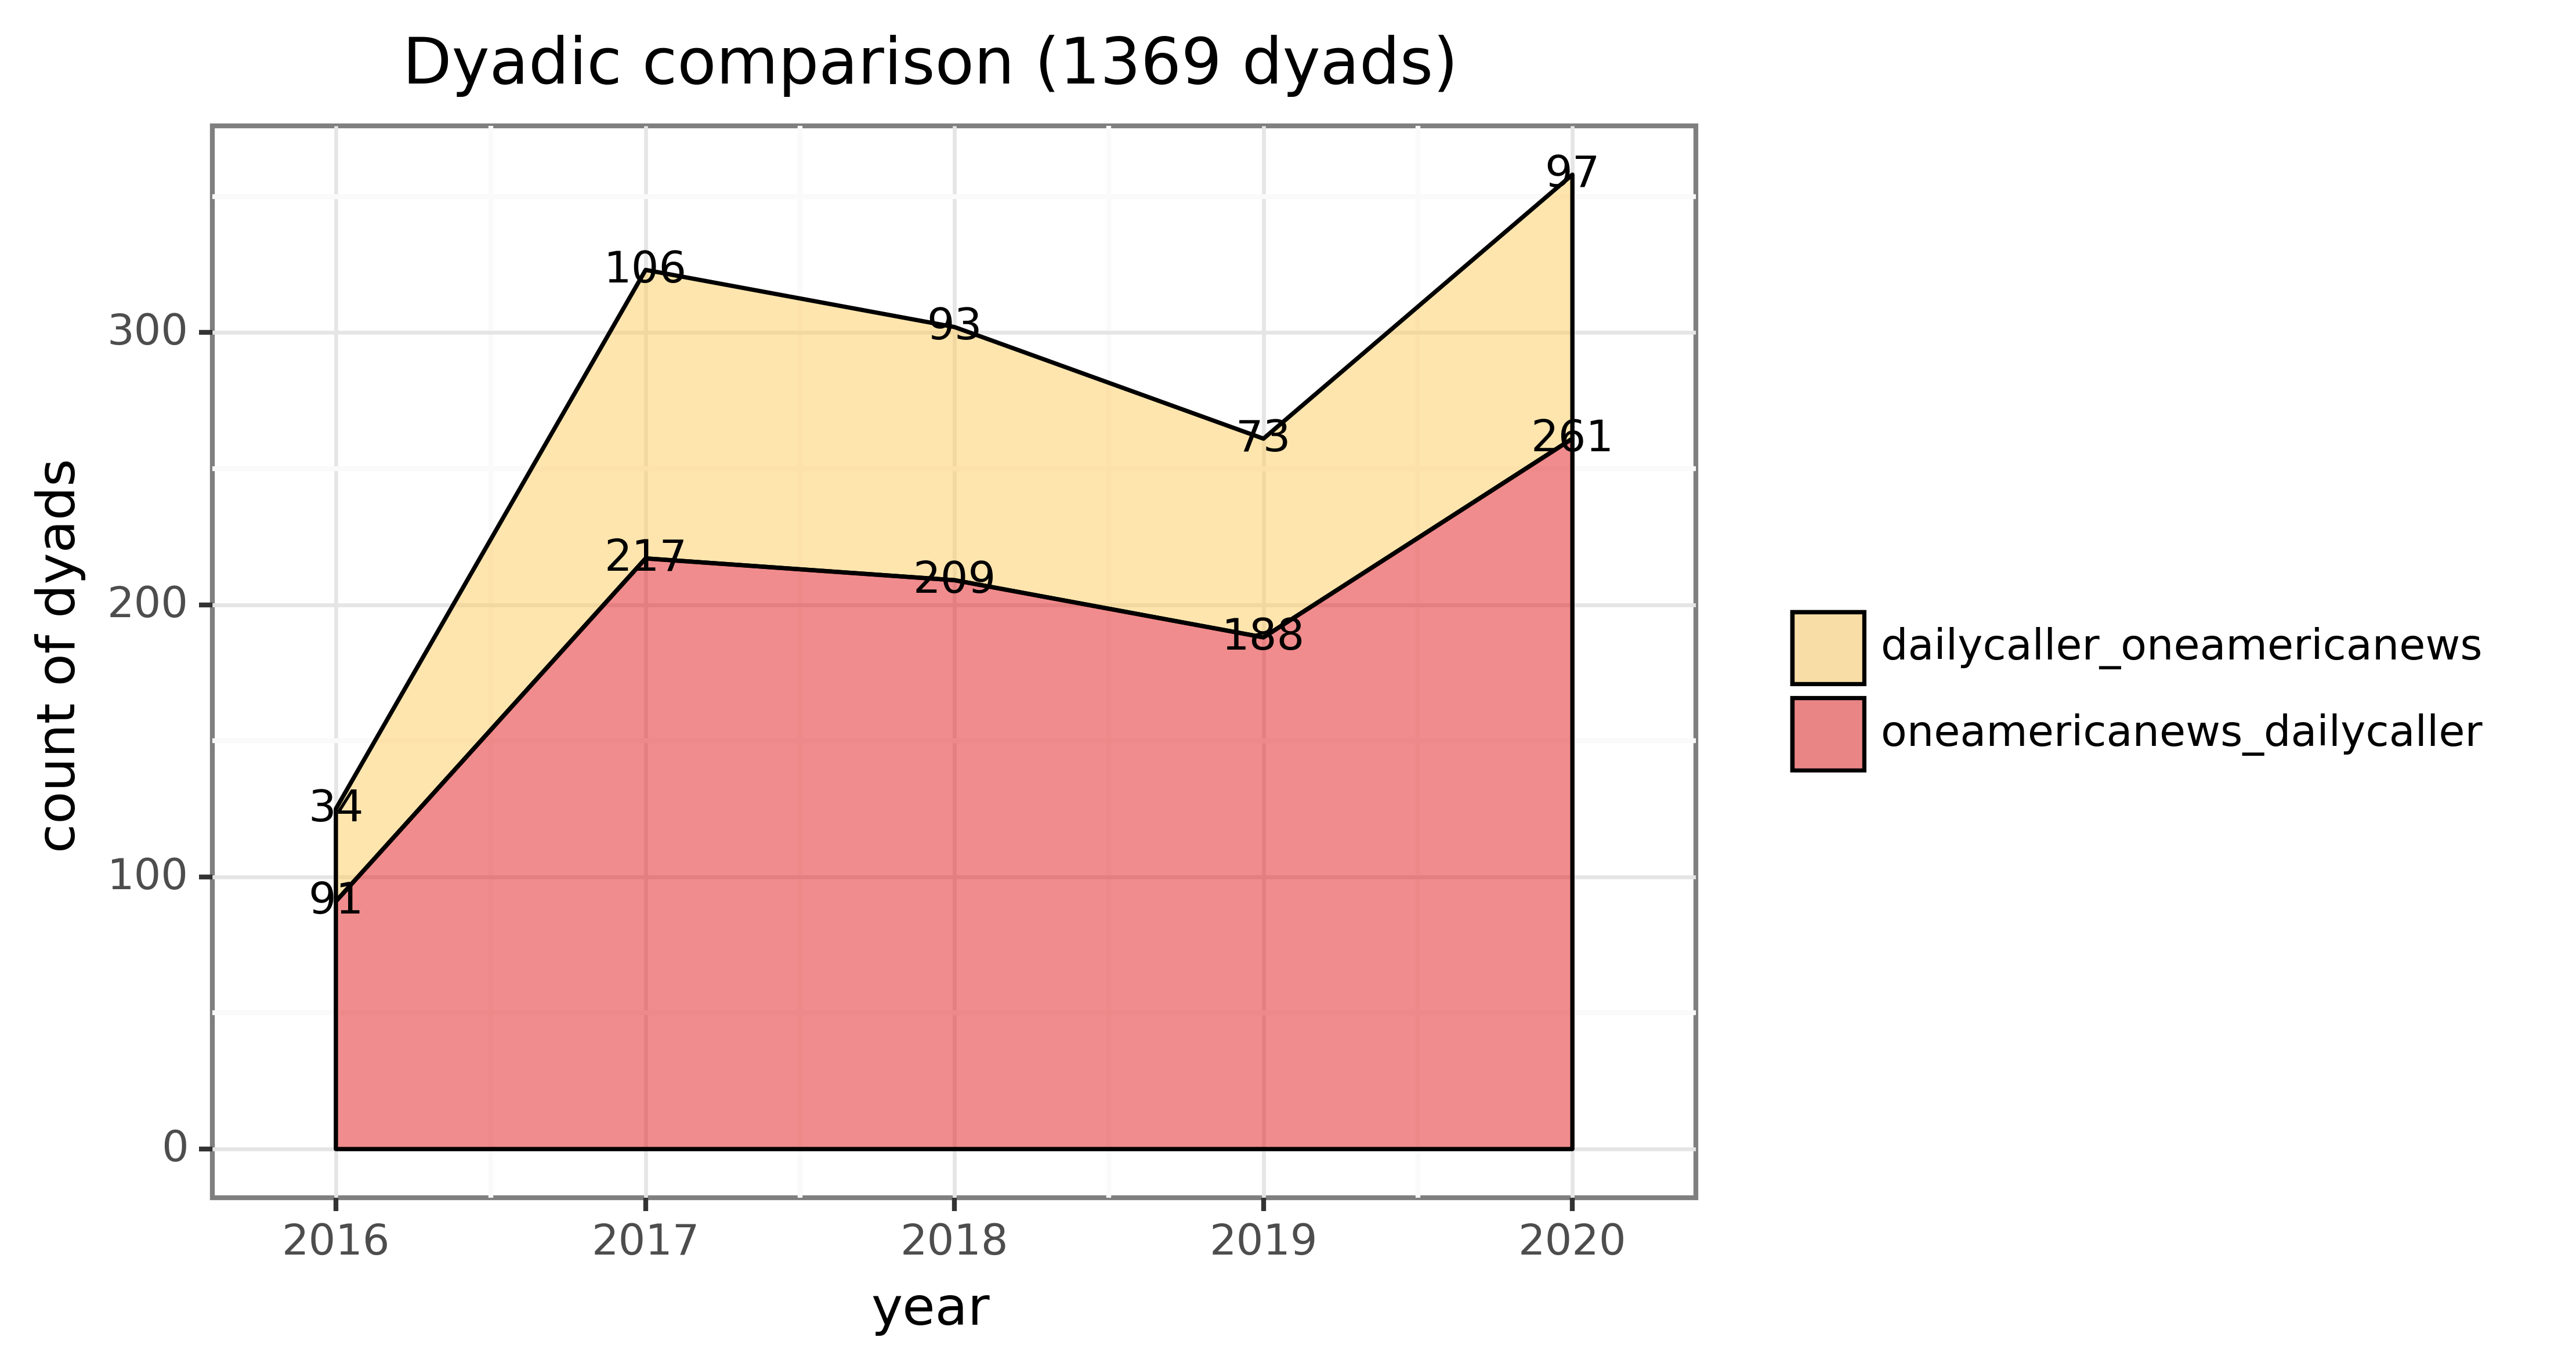 Dyadic comparison (1369 dyads)
97
106
300
93
73
261
217
209
200
188
34
100
91
0
count of dyads
2016 2017 2018 2019 2020
year
dailycaller_oneamericanews
oneamericanews_dailycaller